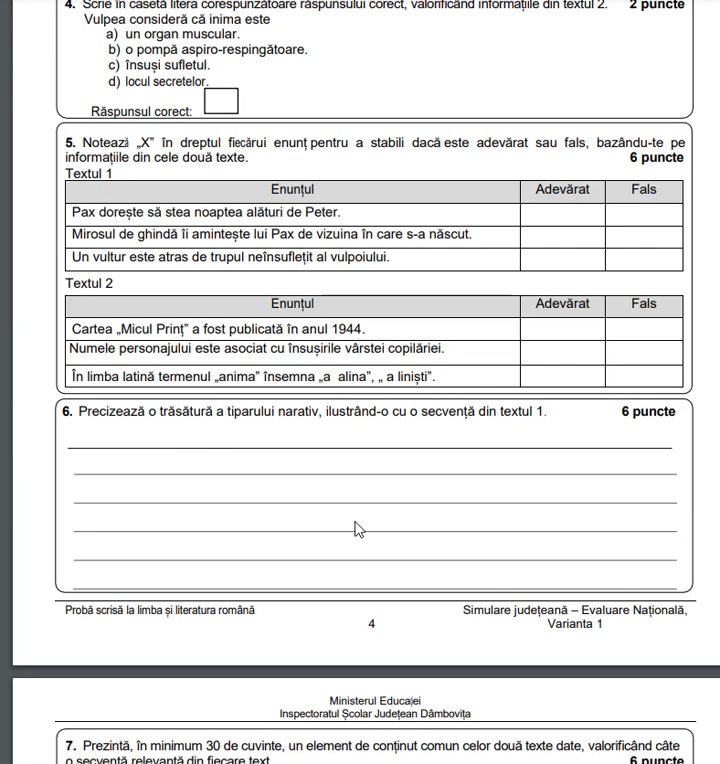 4. Scrie în caseta litera corespunzătoare răspunsului corect, valorificând informațiile din textul 2. 2 puncte
Vulpea consideră că inima este
a) un organ muscular.
b) o pompă aspiro-respingătoare.
c) însuși sufletul.
d) locul secretelor.
Răspunsul corect:
5. Notează „X” în dreptul fiecărui enunț pentru a stabili dacă este adevărat sau fals, bazându-te pe
informațiile din cele două texte. 6 puncte
Textul 1
Enunțul Adevărat Fals
Pax dorește să stea noaptea alături de Peter.
Mirosul de ghindă îi amintește lui Pax de vizuina în care s-a născut.
Un vultur este atras de trupul neînsuflețit al vulpoiului.
Textul 2
Enunțul Adevărat Fals
Cartea „Micul Prinț” a fost publicată în anul 1944.
Numele personajului este asociat cu însușirile vârstei copilăriei.
În limba latină termenul „anima” însemna „a alina”, „ a liniști”.
6. Precizează o trăsătură a tiparului narativ, ilustrând-o cu o secvență din textul 1. 6 puncte
Probă scrisă la limba și literatura română Simulare județeană – Evaluare Națională,
4 Varianta 1
Ministerul Educației
Inspectoratul Școlar Județean Dâmbovița
7. Prezintă, în minimum 30 de cuvinte, un element de conținut comun celor două texte date, valorificând câte
o secvență relevantă din fiecare text. 6 puncte